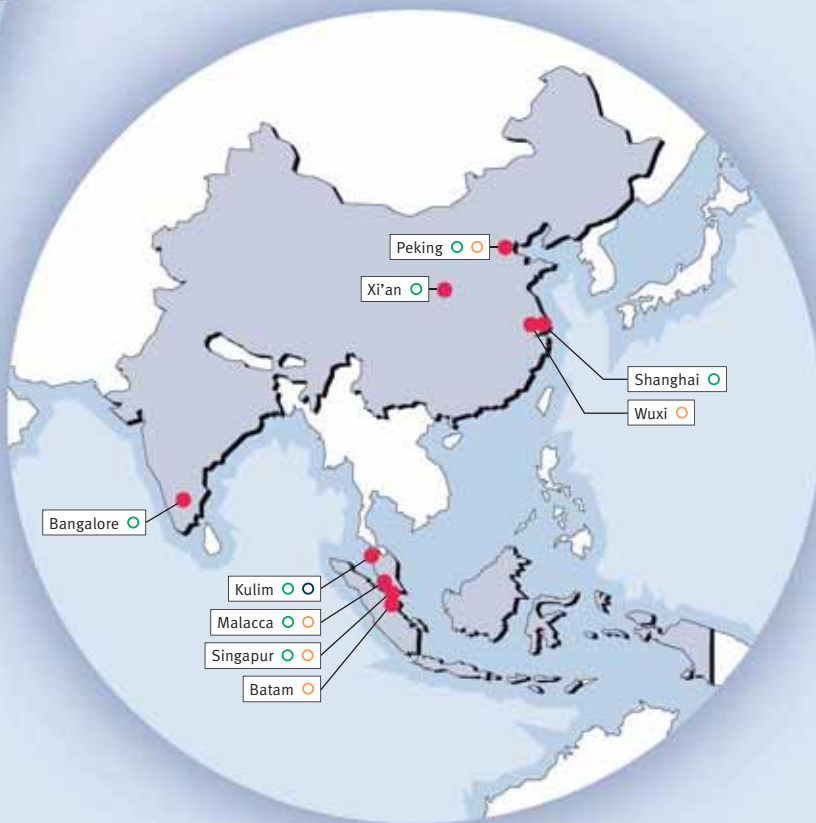 Peking
Xi’an
Shanghai
Wuxi
Bangalore
Kulim
Malacca
Singapur
Batam